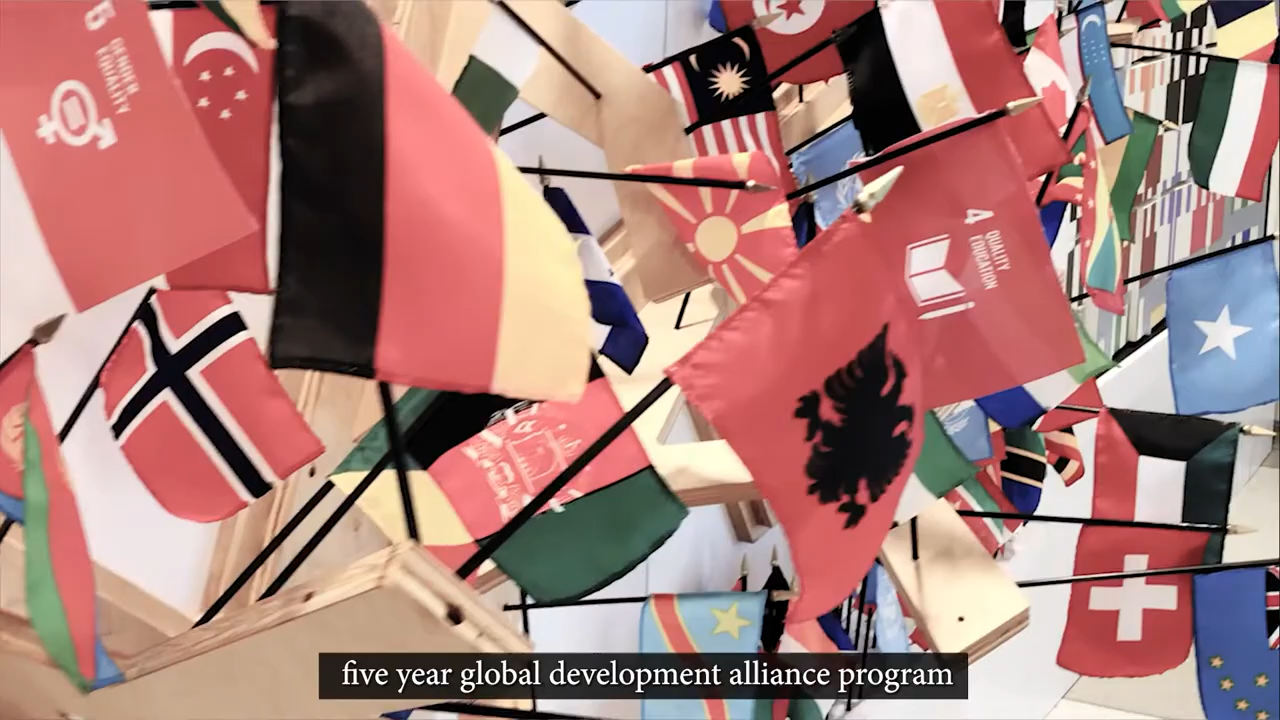 5 GENDER
EQUALITY
4 QUALITY
EDUCATION
five year global development alliance program